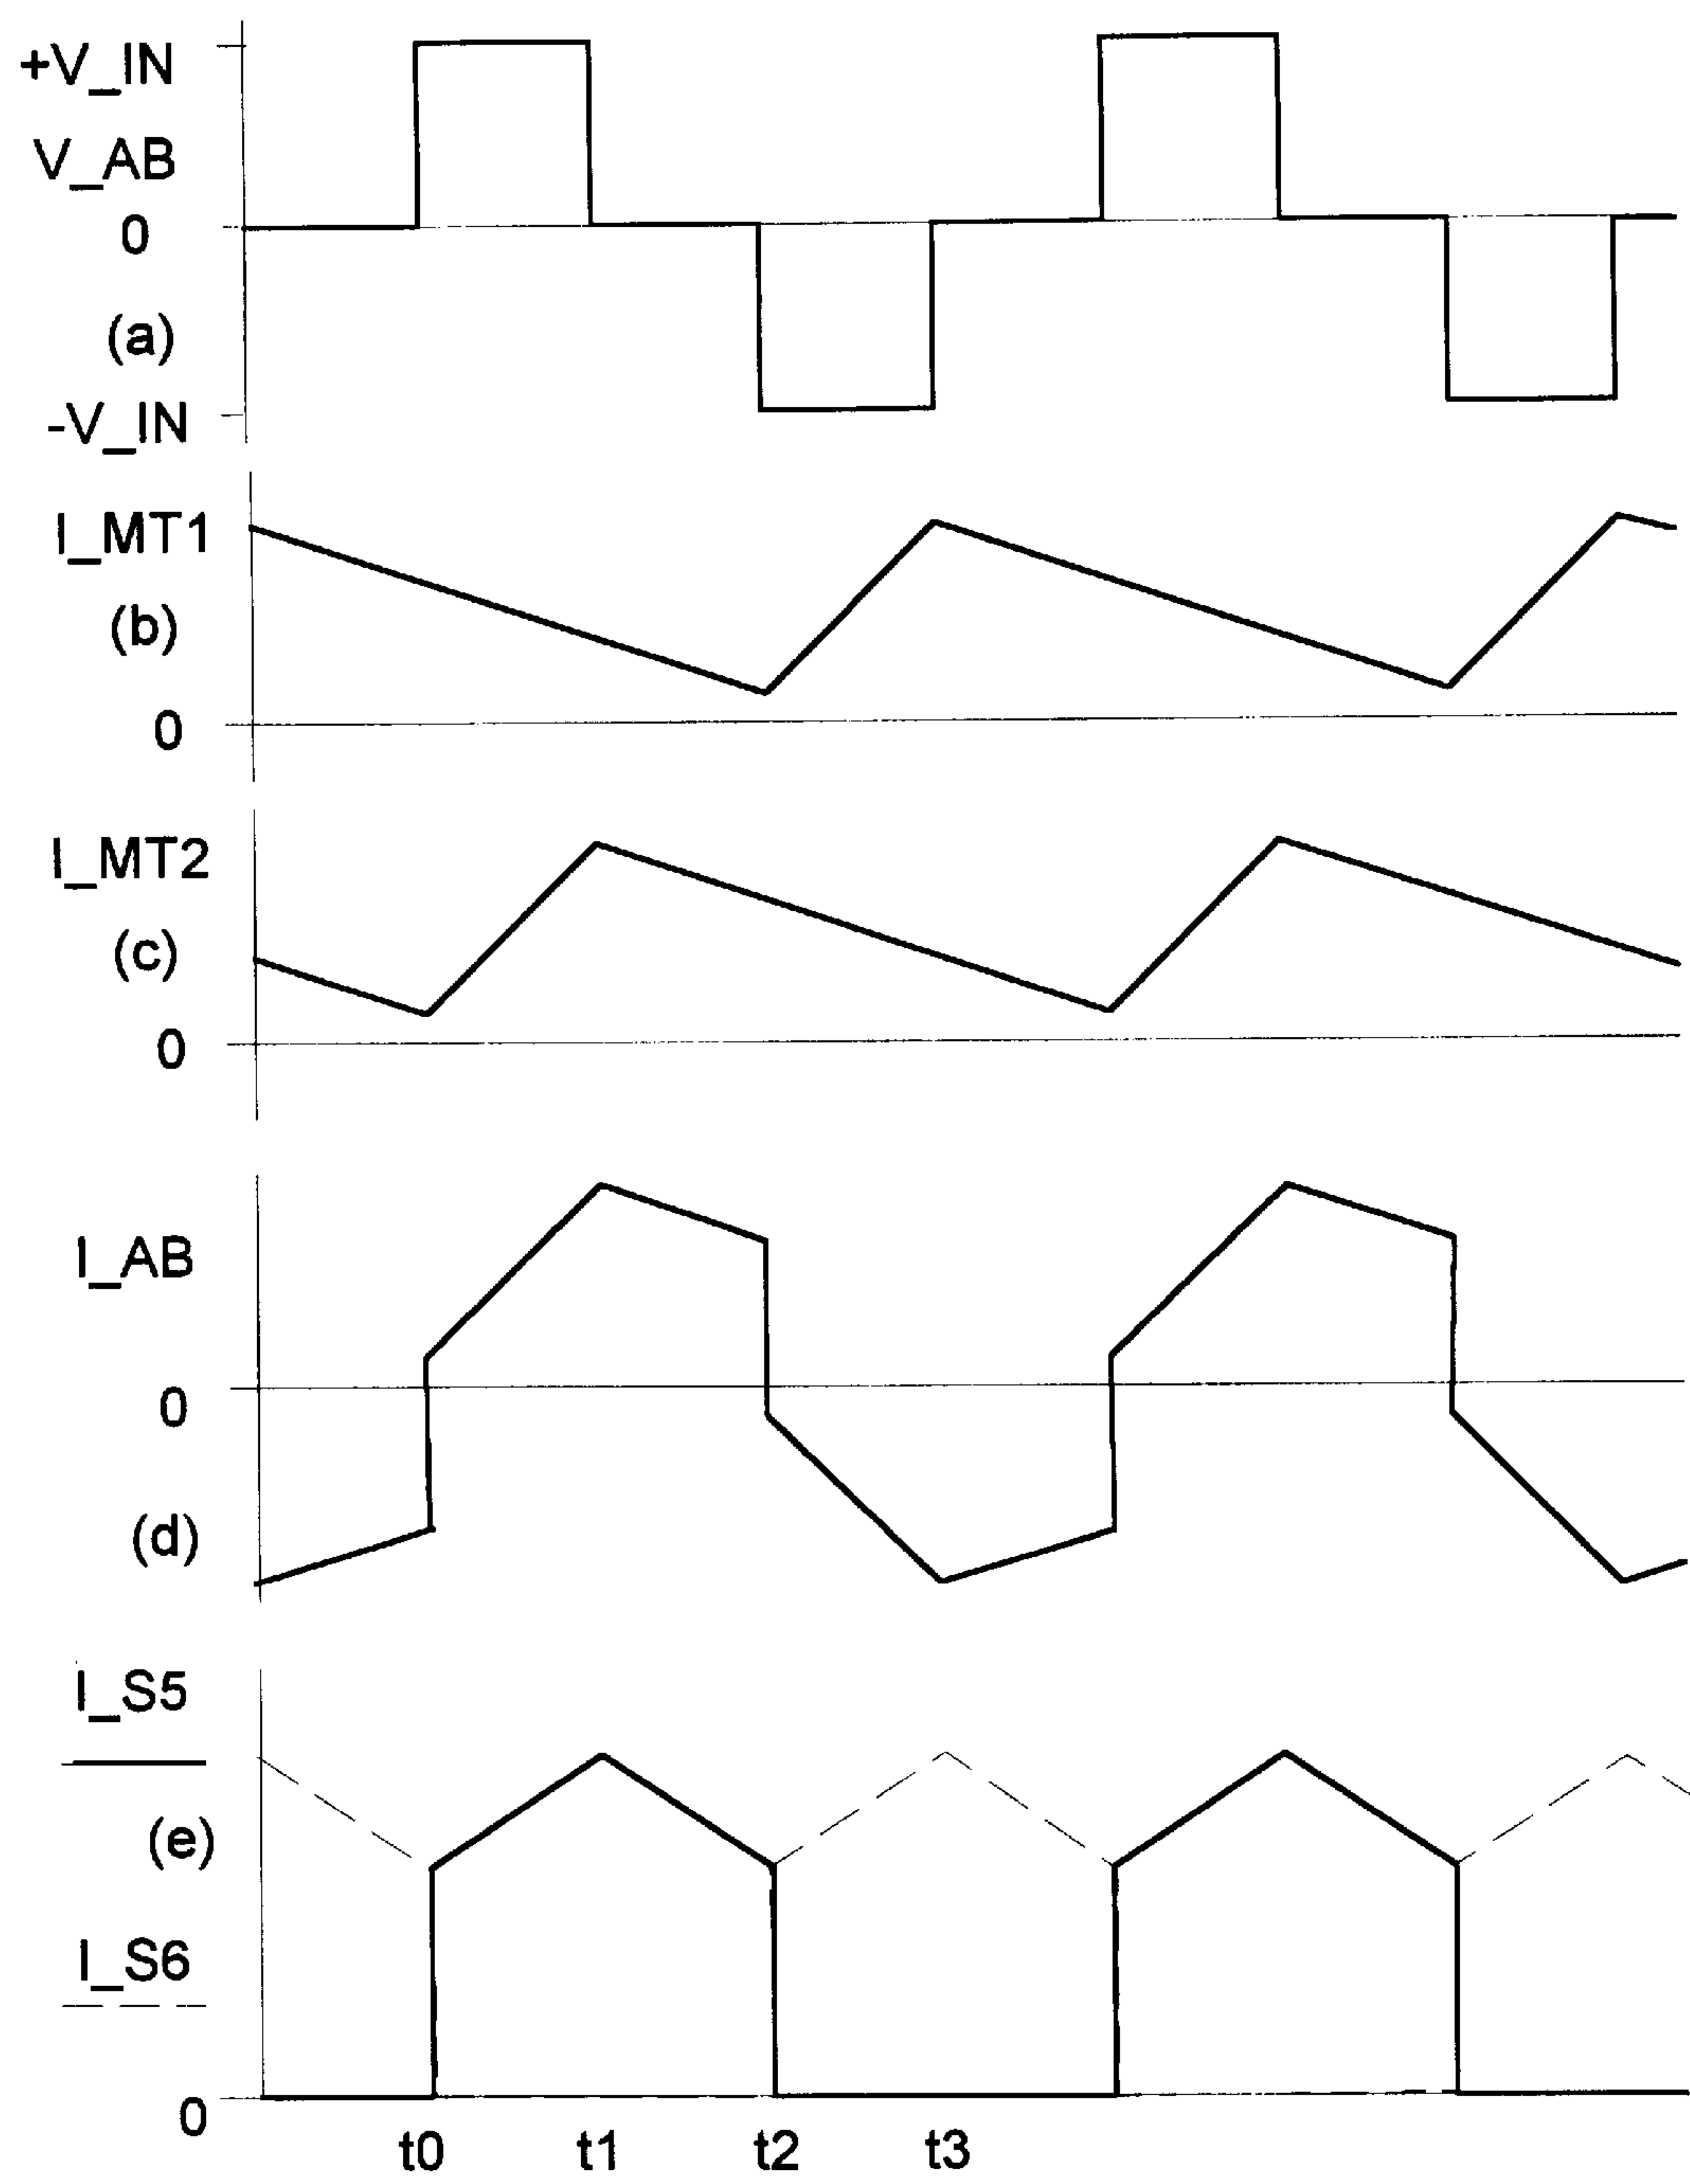 +V_IN
V_AB
0
(a)
-V_IN
I_MT1
(b)
0
I_MT2
(c)
0
I_AB
0
(d)
I_S5
(e)
I_S6
0
t0 t1 t2 t3